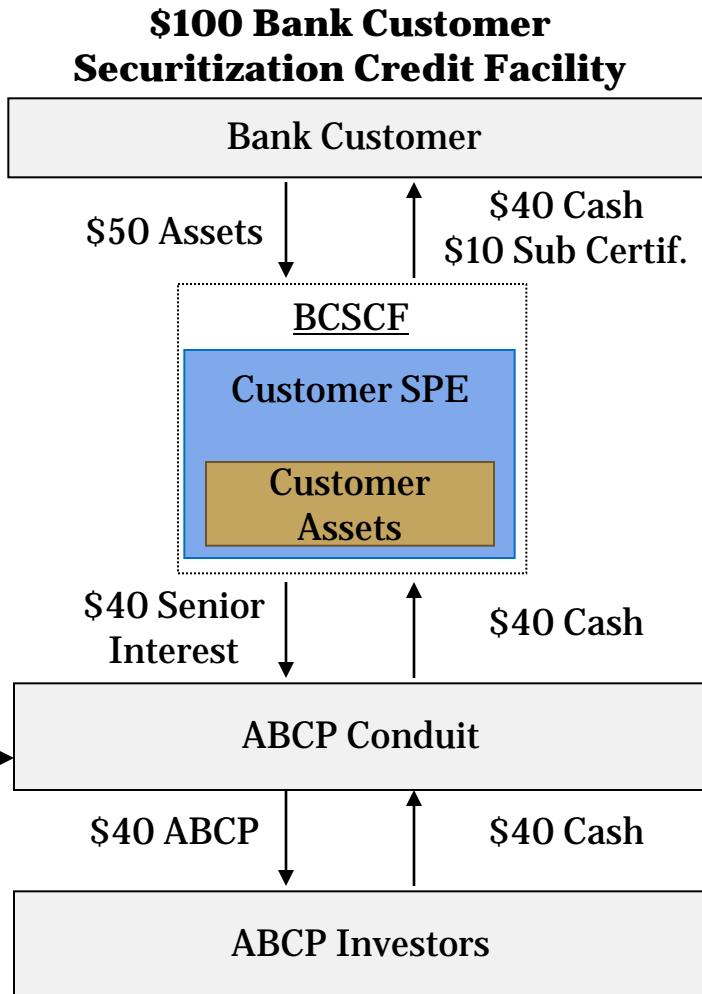 $100 Bank Customer
Securitization Credit Facility
Bank Customer
$50 Assets
$40 Cash
$10 Sub Certif.
BCSCF
Customer SPE
Customer
Assets
$40 Senior
Interest
$40 Cash
ABCP Conduit
$40 ABCP
$40 Cash
ABCP Investors